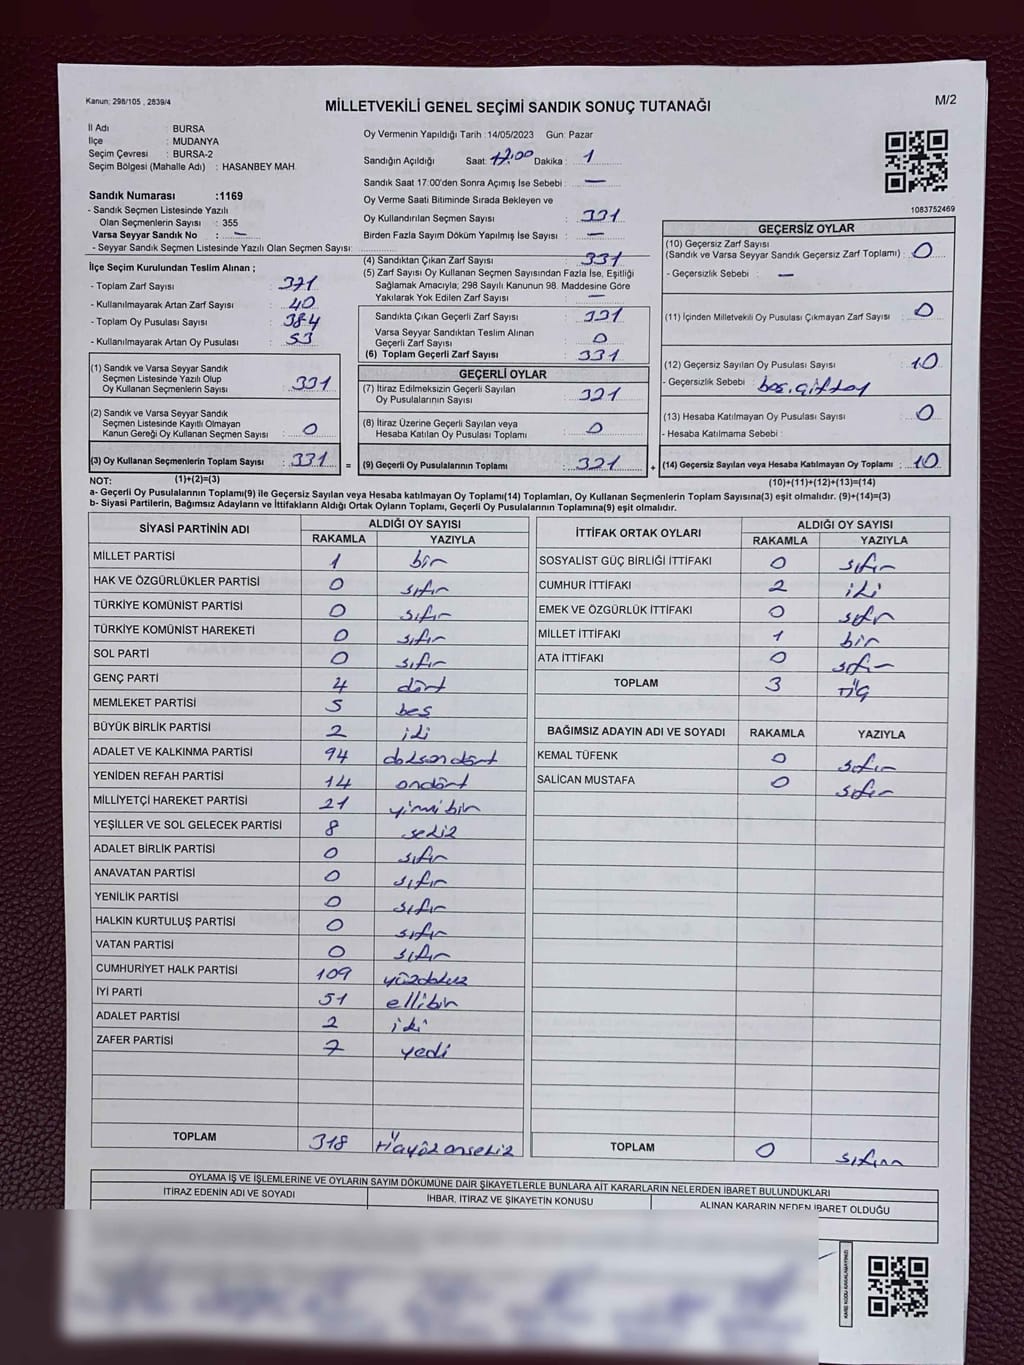 Kanun: 298/105 , 2839/4
MİLLETVEKİLİ GENEL SEÇİMİ SANDIK SONUÇ TUTANAĞI
M/2
İl Adı : BURSA
İlçe : MUDANYA
Seçim Çevresi : BURSA-2
Seçim Bölgesi (Mahalle Adı) : HASANBEY MAH.
Sandık Numarası :1169
- Sandık Seçmen Listesinde Yazılı
Olan Seçmenlerin Sayısı : 355
Varsa Seyyar Sandık No : —
- Seyyar Sandık Seçmen Listesinde Yazılı Olan Seçmen Sayısı:
Oy Vermenin Yapıldığı Tarih :14/05/2023 Gün: Pazar
Sandığın Açıldığı Saat: 17:00 Dakika : 1
Sandık Saat 17:00'den Sonra Açımış İse Sebebi : —
Oy Verme Saati Bitiminde Sırada Bekleyen ve
Oy Kullandırılan Seçmen Sayısı : 331
Birden Fazla Sayım Döküm Yapılmış İse Sayısı : —
1083752469
İlçe Seçim Kurulundan Teslim Alınan ;
- Toplam Zarf Sayısı : 371
- Kullanılmayarak Artan Zarf Sayısı : 40
- Toplam Oy Pusulası Sayısı : 384
- Kullanılmayarak Artan Oy Pusulası : 53
(1) Sandık ve Varsa Seyyar Sandık
Seçmen Listesinde Yazılı Olup
Oy Kullanan Seçmenlerin Sayısı : 331
(2) Sandık ve Varsa Seyyar Sandık
Seçmen Listesinde Kayıtlı Olmayan
Kanun Gereği Oy Kullanan Seçmen Sayısı : 0
(3) Oy Kullanan Seçmenlerin Toplam Sayısı : 331
(1)+(2)=(3)
(4) Sandıktan Çıkan Zarf Sayısı : 331
(5) Zarf Sayısı Oy Kullanan Seçmen Sayısından Fazla İse, Eşitliği
Sağlamak Amacıyla; 298 Sayılı Kanunun 98. Maddesine Göre
Yakılarak Yok Edilen Zarf Sayısı : —
Sandıkta Çıkan Geçerli Zarf Sayısı : 331
Varsa Seyyar Sandıktan Teslim Alınan
Geçerli Zarf Sayısı : 0
(6) Toplam Geçerli Zarf Sayısı : 331
GEÇERLİ OYLAR
(7) İtiraz Edilmeksizin Geçerli Sayılan
Oy Pusulalarının Sayısı : 321
(8) İtiraz Üzerine Geçerli Sayılan veya
Hesaba Katılan Oy Pusulası Toplamı : 0
= (9) Geçerli Oy Pusulalarının Toplamı : 321 +
GEÇERSİZ OYLAR
(10) Geçersiz Zarf Sayısı
(Sandık ve Varsa Seyyar Sandık Geçersiz Zarf Toplamı) : 0
- Geçersizlik Sebebi : —
(11) İçinden Milletvekili Oy Pusulası Çıkmayan Zarf Sayısı : 0
(12) Geçersiz Sayılan Oy Pusulası Sayısı : 10
- Geçersizlik Sebebi : boş, çift oy
(13) Hesaba Katılmayan Oy Pusulası Sayısı : 0
- Hesaba Katılmama Sebebi :
(14) Geçersiz Sayılan veya Hesaba Katılmayan Oy Toplamı : 10
(10)+(11)+(12)+(13)=(14)
NOT:
a- Geçerli Oy Pusulalarının Toplamı(9) ile Geçersiz Sayılan veya Hesaba katılmayan Oy Toplamı(14) Toplamları, Oy Kullanan Seçmenlerin Toplam Sayısına(3) eşit olmalıdır. (9)+(14)=(3)
b- Siyasi Partilerin, Bağımsız Adayların ve İttifakların Aldığı Ortak Oyların Toplamı, Geçerli Oy Pusulalarının Toplamına(9) eşit olmalıdır.
SİYASİ PARTİNİN ADI ALDIĞI OY SAYISI
RAKAMLA YAZIYLA
MİLLET PARTİSİ 1 bir
HAK VE ÖZGÜRLÜKLER PARTİSİ 0 sıfır
TÜRKİYE KOMÜNİST PARTİSİ 0 sıfır
TÜRKİYE KOMÜNİST HAREKETİ 0 sıfır
SOL PARTİ 0 sıfır
GENÇ PARTİ 4 dört
MEMLEKET PARTİSİ 5 beş
BÜYÜK BİRLİK PARTİSİ 2 iki
ADALET VE KALKINMA PARTİSİ 94 doksandört
YENİDEN REFAH PARTİSİ 14 ondört
MİLLİYETÇİ HAREKET PARTİSİ 21 yirmibir
YEŞİLLER VE SOL GELECEK PARTİSİ 8 sekiz
ADALET BİRLİK PARTİSİ 0 sıfır
ANAVATAN PARTİSİ 0 sıfır
YENİLİK PARTİSİ 0 sıfır
HALKIN KURTULUŞ PARTİSİ 0 sıfır
VATAN PARTİSİ 0 sıfır
CUMHURİYET HALK PARTİSİ 109 yüzdokuz
İYİ PARTİ 51 ellibir
ADALET PARTİSİ 2 iki
ZAFER PARTİSİ 7 yedi
TOPLAM 318 üçyüzonsekiz
İTTİFAK ORTAK OYLARI ALDIĞI OY SAYISI
RAKAMLA YAZIYLA
SOSYALİST GÜÇ BİRLİĞİ İTTİFAKI 0 sıfır
CUMHUR İTTİFAKI 2 iki
EMEK VE ÖZGÜRLÜK İTTİFAKI 0 sıfır
MİLLET İTTİFAKI 1 bir
ATA İTTİFAKI 0 sıfır
TOPLAM 3 üç
BAĞIMSIZ ADAYIN ADI VE SOYADI RAKAMLA YAZIYLA
KEMAL TÜFENK 0 sıfır
SALİCAN MUSTAFA 0 sıfır
TOPLAM 0 sıfır
OYLAMA İŞ VE İŞLEMLERİNE VE OYLARIN SAYIM DÖKÜMÜNE DAİR ŞİKAYETLERLE BUNLARA AİT KARARLARIN NELERDEN İBARET BULUNDUKLARI
İTİRAZ EDENİN ADI VE SOYADI İHBAR, İTİRAZ VE ŞİKAYETİN KONUSU ALINAN KARARIN NEDEN İBARET OLDUĞU